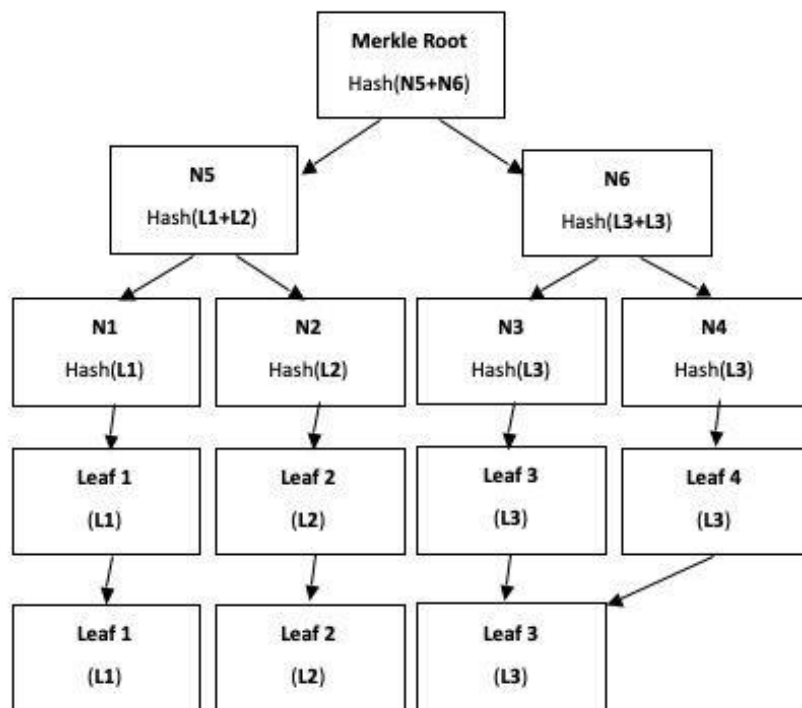 Merkle Root
Hash(N5+N6)
N5
Hash(L1+L2)
N6
Hash(L3+L3)
N1
Hash(L1)
N2
Hash(L2)
N3
Hash(L3)
N4
Hash(L3)
Leaf 1
(L1)
Leaf 2
(L2)
Leaf 3
(L3)
Leaf 4
(L3)
Leaf 1
(L1)
Leaf 2
(L2)
Leaf 3
(L3)